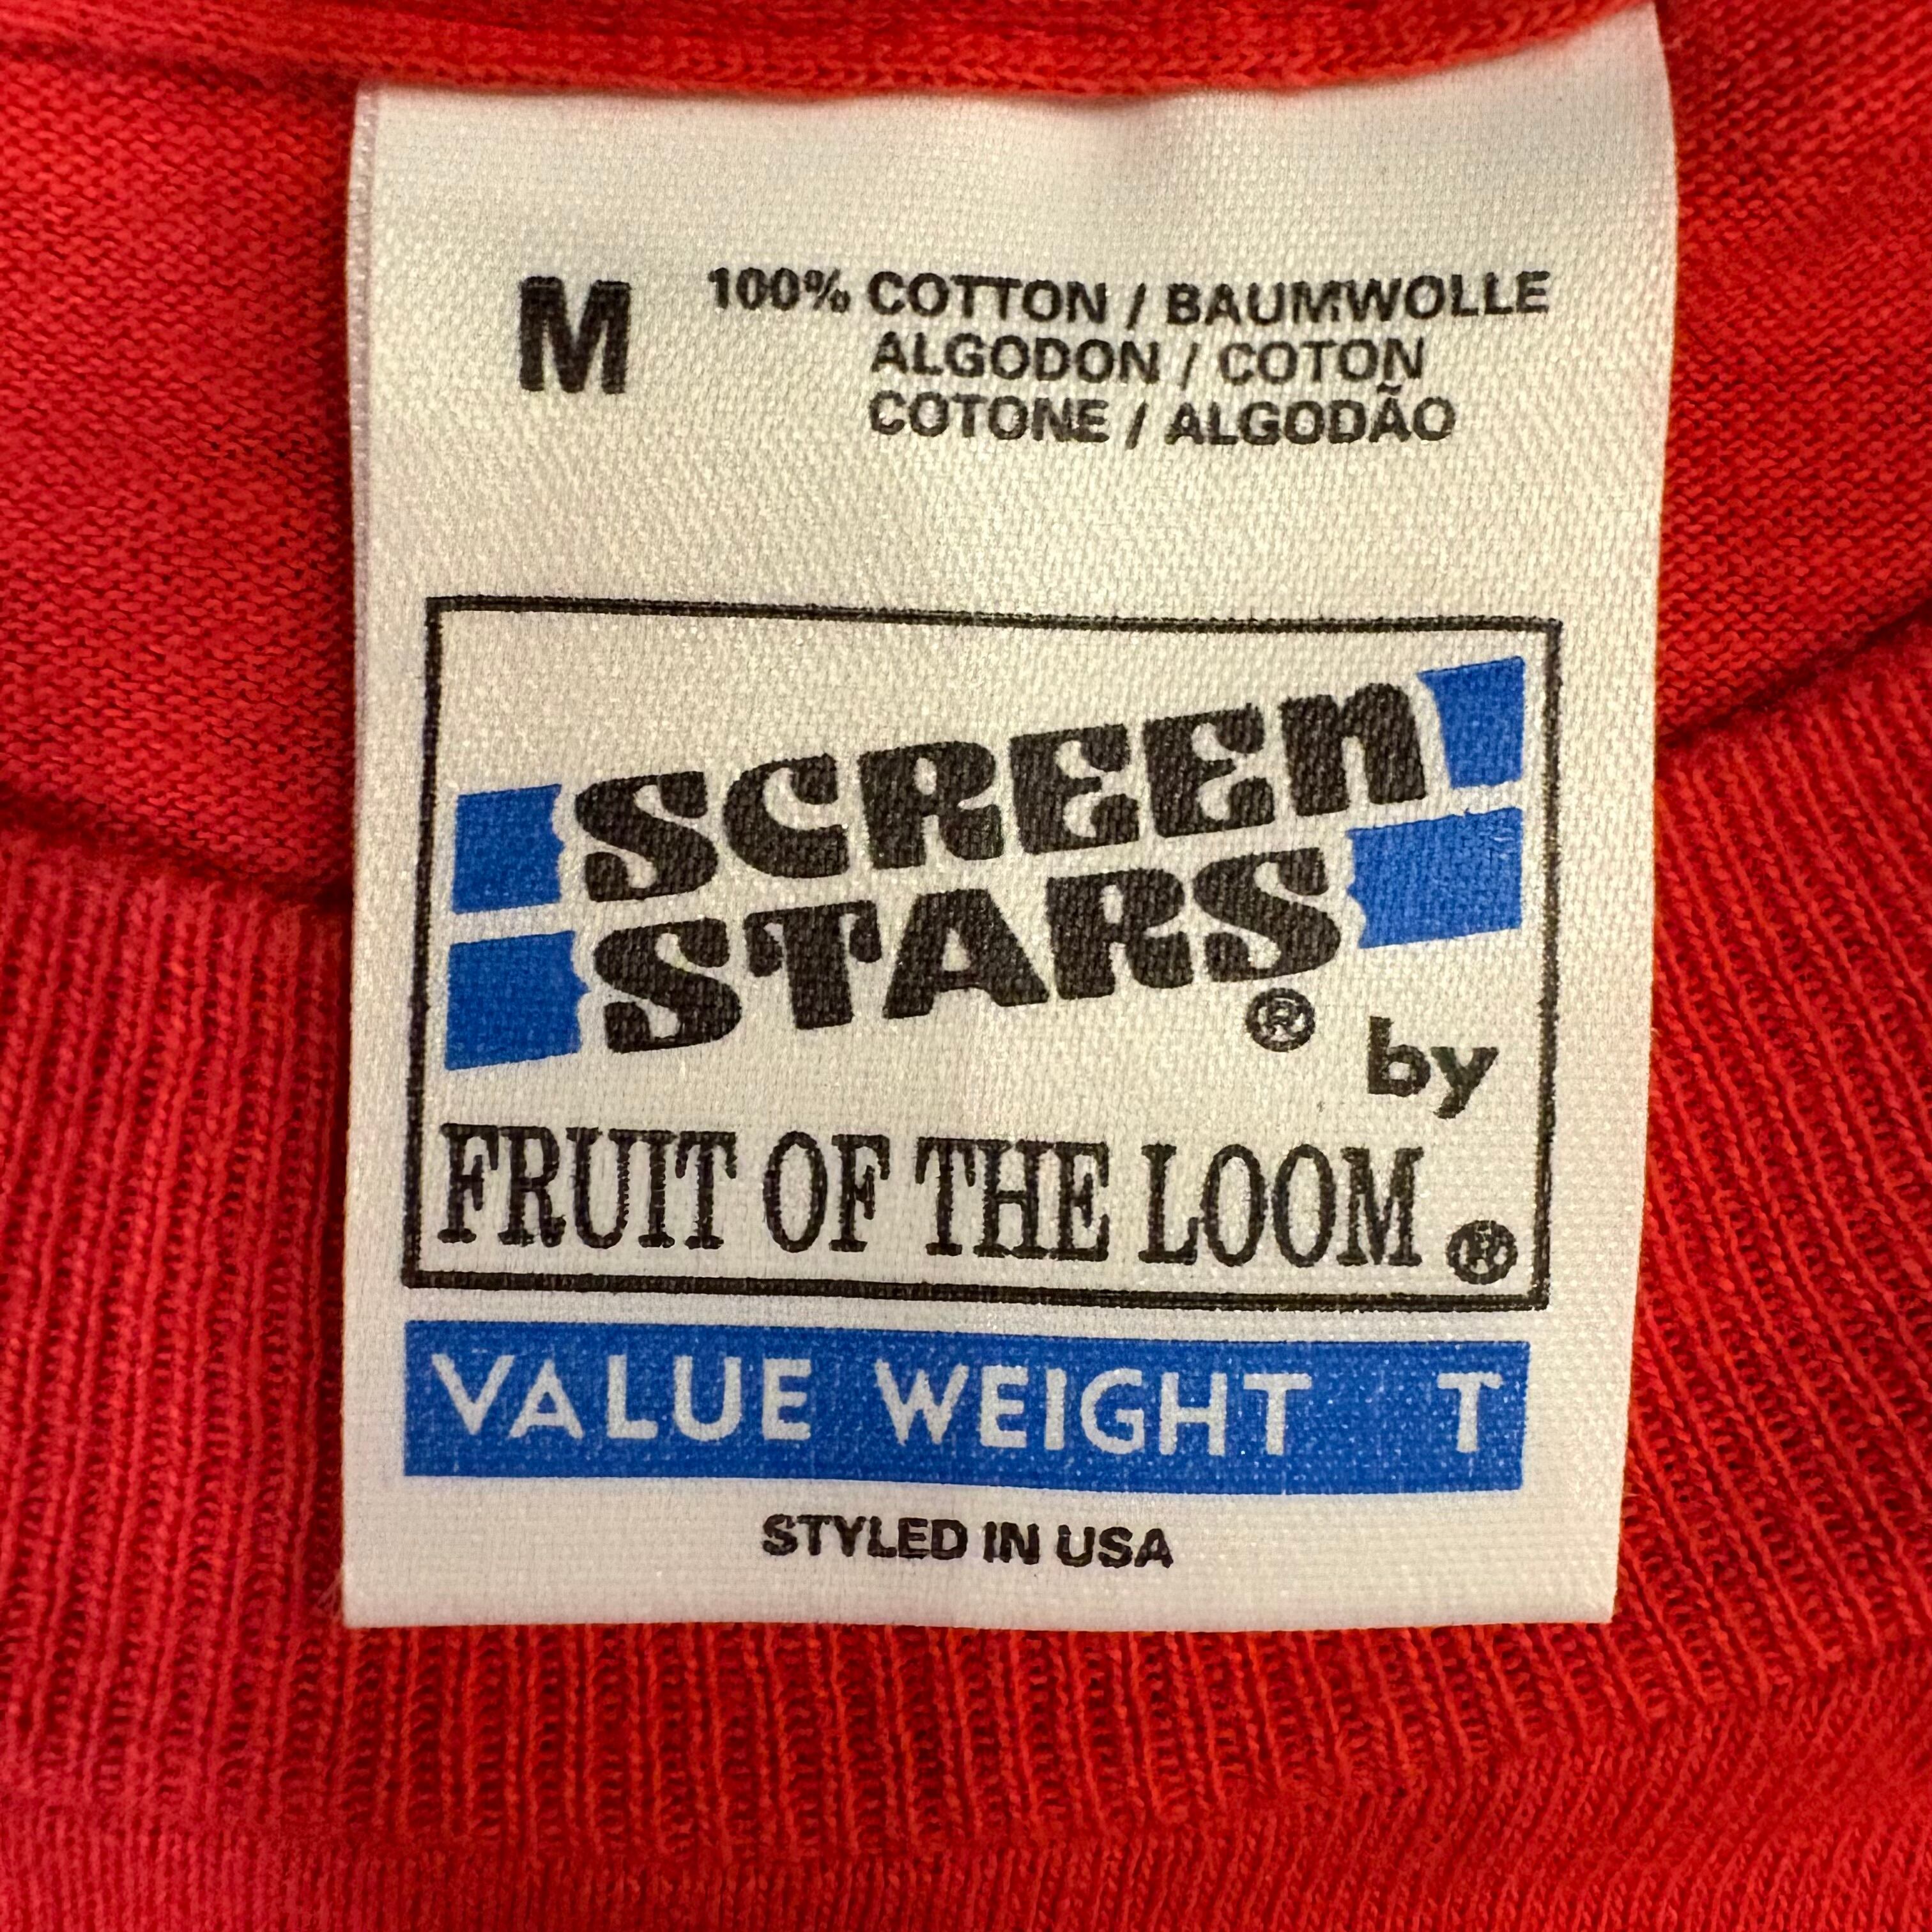 M 100% COTTON / BAUMWOLLE
ALGODON / COTON
COTONE / ALGODÃO
SCREEN
STARS® by
FRUIT OF THE LOOM®
VALUE WEIGHT T
STYLED IN USA